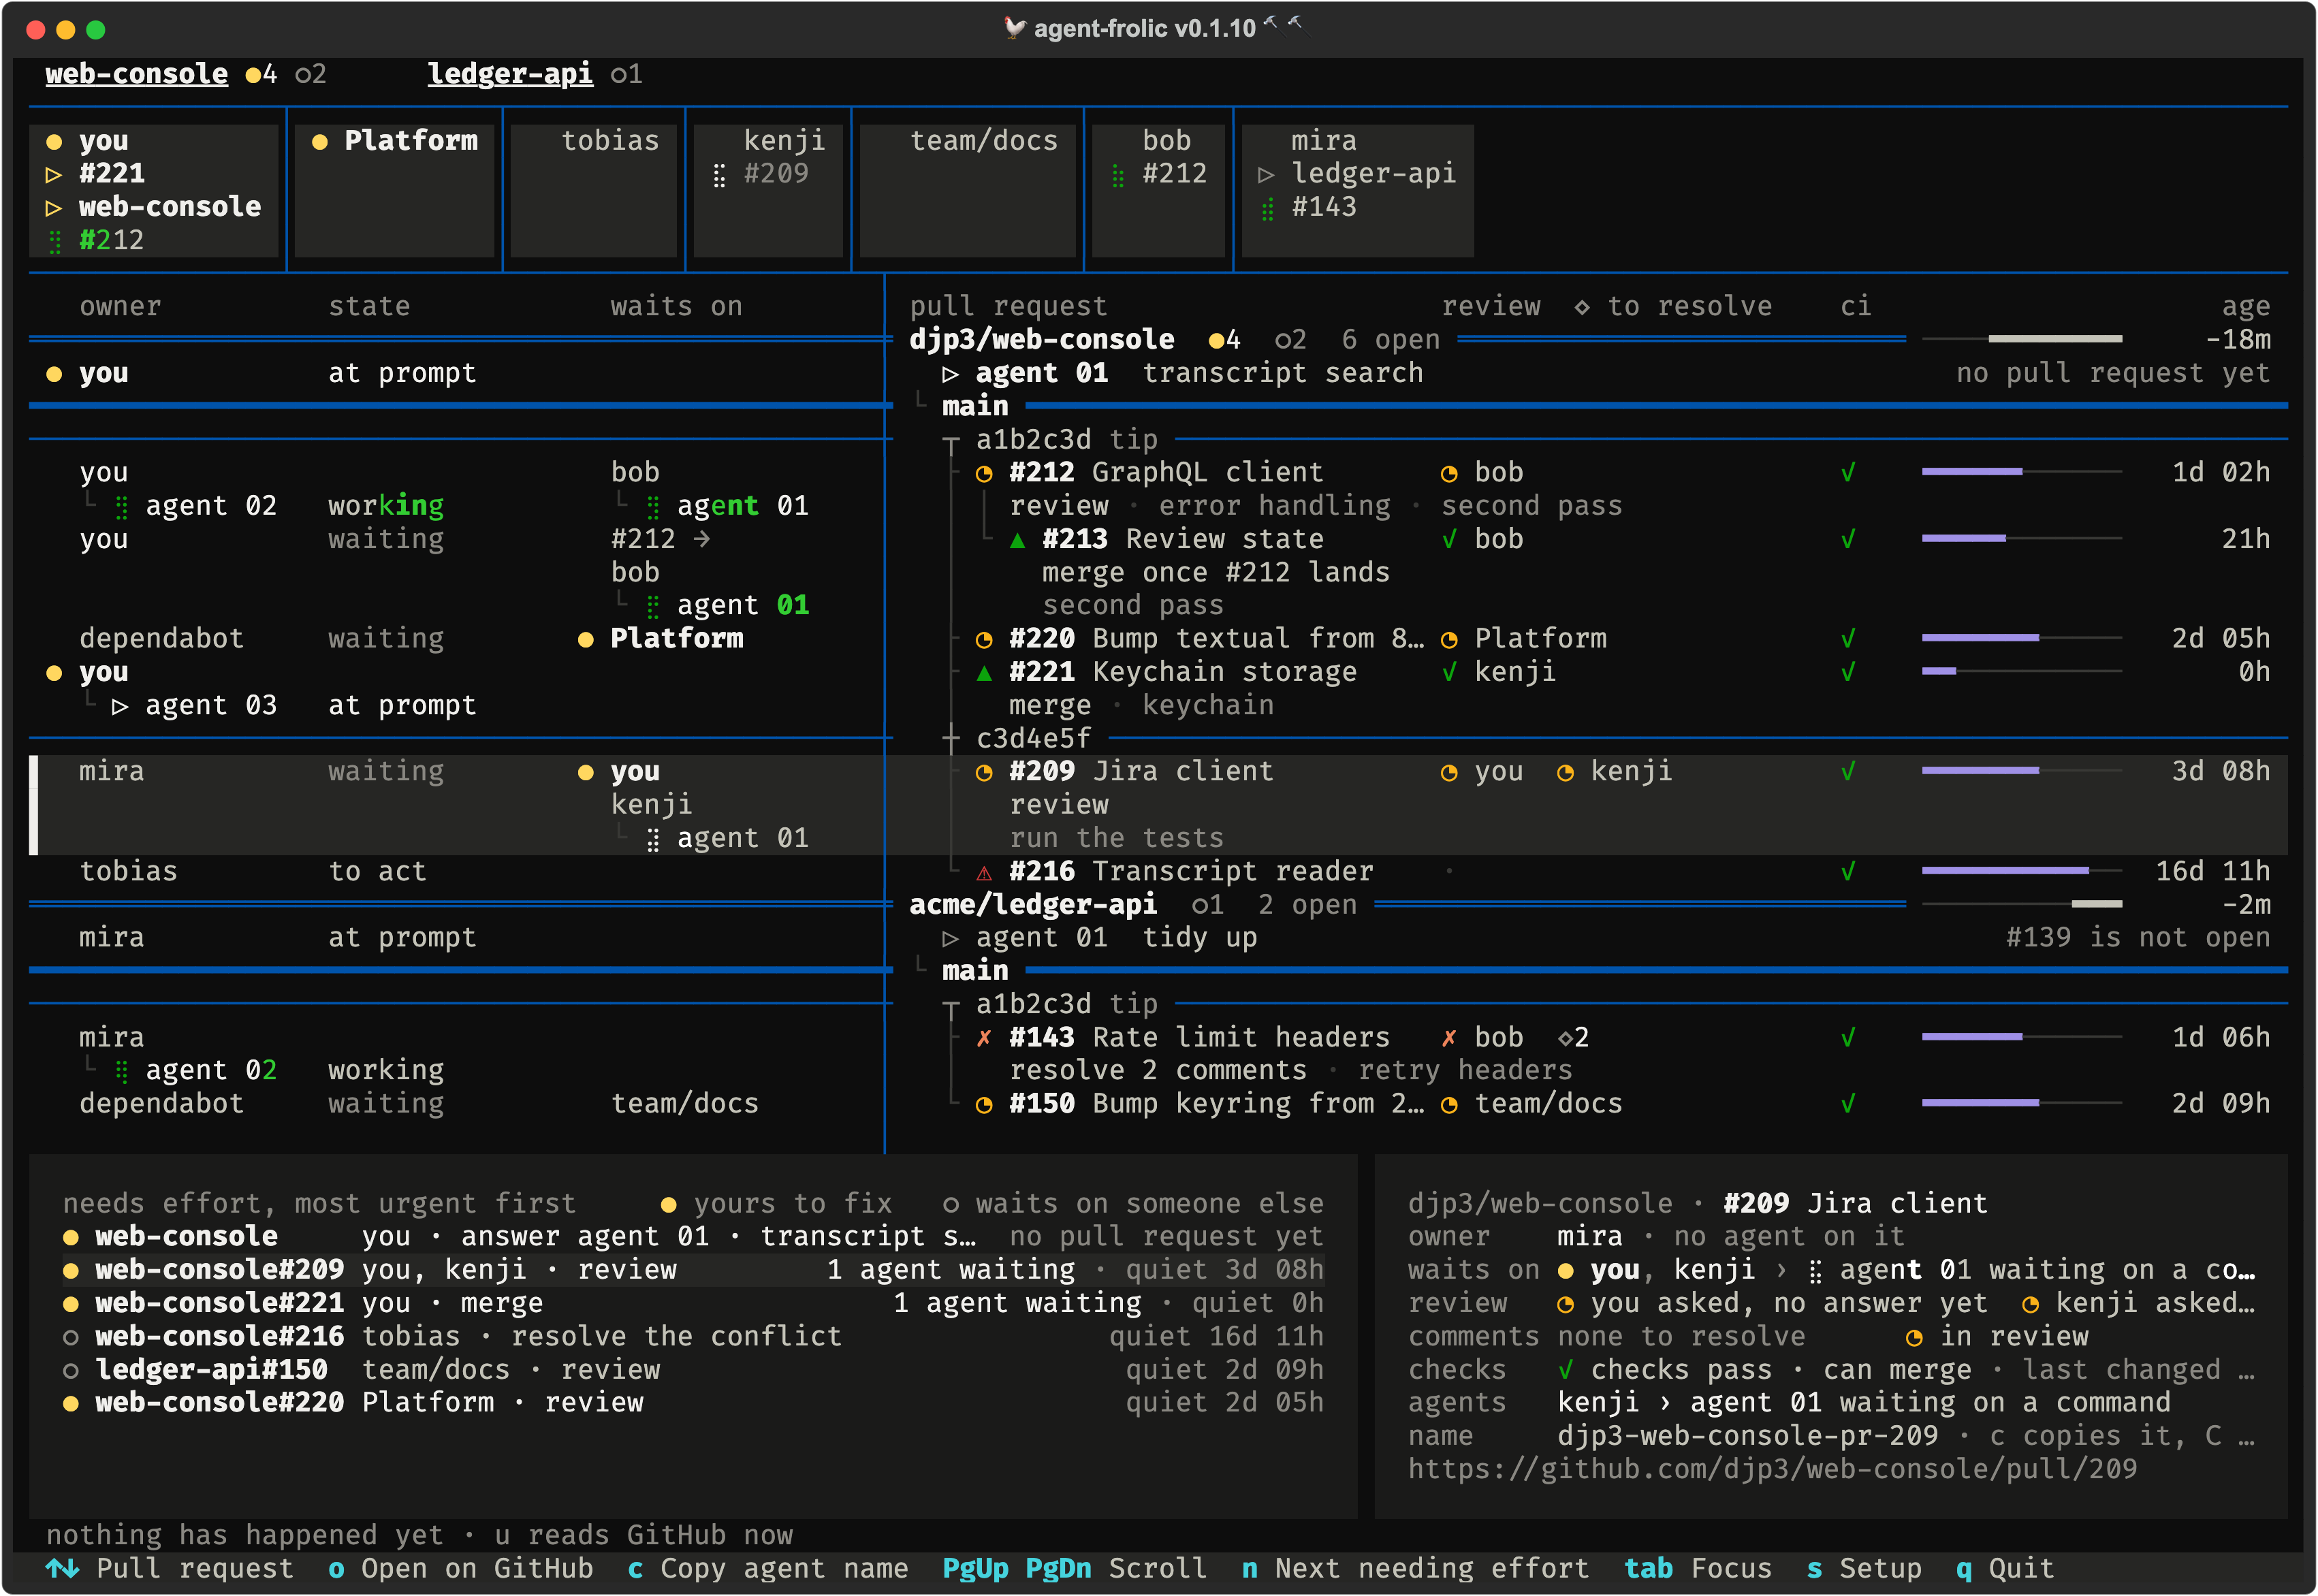 🐓 agent-frolic v0.1.10 ⛏⛏
web-console ●4 ○2 ledger-api ○1
● you ● Platform tobias kenji team/docs bob mira
▷ #221 ⣾ #209 ⣾ #212 ▷ ledger-api
▷ web-console ⣾ #143
⣾ #212
owner state waits on pull request review ◇ to resolve ci age
djp3/web-console ●4 ○2 6 open -18m
● you at prompt ▷ agent 01 transcript search no pull request yet
└ main
a1b2c3d tip
you bob ◔ #212 GraphQL client ◔ bob √ 1d 02h
└ ⣾ agent 02 working └ ⣾ agent 01 review · error handling · second pass
you waiting #212 → ▲ #213 Review state √ bob √ 21h
bob merge once #212 lands
└ ⣾ agent 01 second pass
dependabot waiting ● Platform ◔ #220 Bump textual from 8… ◔ Platform √ 2d 05h
● you ▲ #221 Keychain storage √ kenji √ 0h
└ ▷ agent 03 at prompt merge · keychain
c3d4e5f
mira waiting ● you ◔ #209 Jira client ◔ you ◔ kenji √ 3d 08h
kenji review
└ ⣾ agent 01 run the tests
tobias to act ⚠ #216 Transcript reader · √ 16d 11h
acme/ledger-api ○1 2 open -2m
mira at prompt ▷ agent 01 tidy up #139 is not open
└ main
a1b2c3d tip
mira ✗ #143 Rate limit headers ✗ bob ◇2 √ 1d 06h
└ ⣾ agent 02 working resolve 2 comments · retry headers
dependabot waiting team/docs ◔ #150 Bump keyring from 2… ◔ team/docs √ 2d 09h
needs effort, most urgent first ● yours to fix ○ waits on someone else
● web-console you · answer agent 01 · transcript s… no pull request yet
● web-console#209 you, kenji · review 1 agent waiting · quiet 3d 08h
● web-console#221 you · merge 1 agent waiting · quiet 0h
○ web-console#216 tobias · resolve the conflict quiet 16d 11h
○ ledger-api#150 team/docs · review quiet 2d 09h
● web-console#220 Platform · review quiet 2d 05h
djp3/web-console · #209 Jira client
owner mira · no agent on it
waits on ● you, kenji › ⣾ agent 01 waiting on a co…
review ◔ you asked, no answer yet ◔ kenji asked…
comments none to resolve ◔ in review
checks √ checks pass · can merge · last changed …
agents kenji › agent 01 waiting on a command
name djp3-web-console-pr-209 · c copies it, C …
https://github.com/djp3/web-console/pull/209
nothing has happened yet · u reads GitHub now
↑↓ Pull request o Open on GitHub c Copy agent name PgUp PgDn Scroll n Next needing effort tab Focus s Setup q Quit